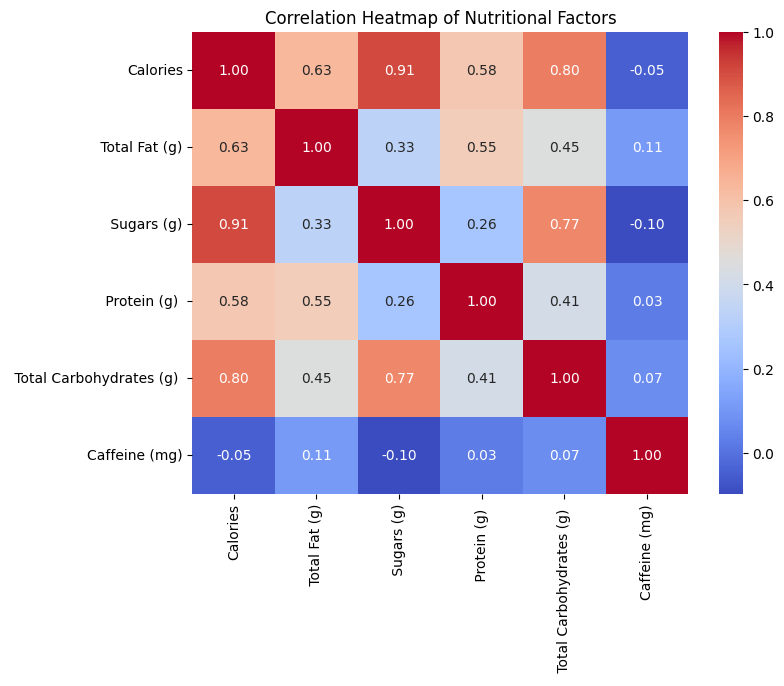 Correlation Heatmap of Nutritional Factors
Calories 1.00 0.63 0.91 0.58 0.80 -0.05
Total Fat (g) 0.63 1.00 0.33 0.55 0.45 0.11
Sugars (g) 0.91 0.33 1.00 0.26 0.77 -0.10
Protein (g) 0.58 0.55 0.26 1.00 0.41 0.03
Total Carbohydrates (g) 0.80 0.45 0.77 0.41 1.00 0.07
Caffeine (mg) -0.05 0.11 -0.10 0.03 0.07 1.00
Calories
Total Fat (g)
Sugars (g)
Protein (g)
Total Carbohydrates (g)
Caffeine (mg)
1.0
0.8
0.6
0.4
0.2
0.0